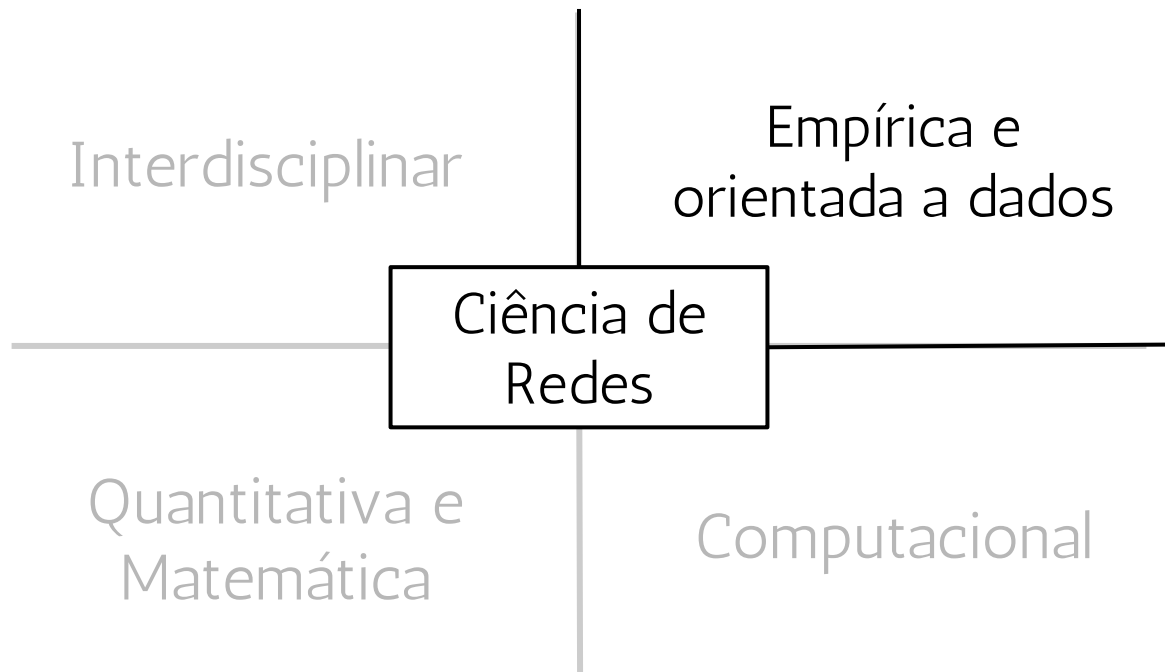 Interdisciplinar
Empírica e
orientada a dados
Ciência de
Redes
Quantitativa e
Matemática
Computacional